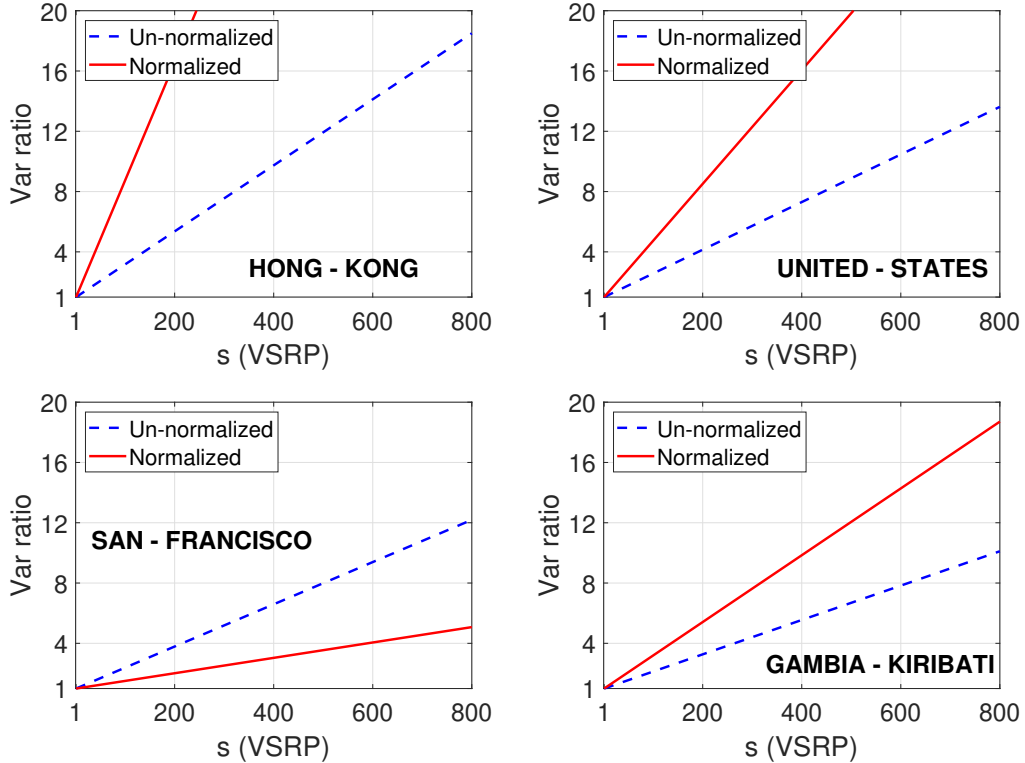 20
16
12
8
4
1
Var ratio
Un-normalized
Normalized
HONG - KONG
1 200 400 600 800
s (VSRP)
20
16
12
8
4
1
Var ratio
Un-normalized
Normalized
UNITED - STATES
1 200 400 600 800
s (VSRP)
20
16
12
8
4
1
Var ratio
Un-normalized
Normalized
SAN - FRANCISCO
1 200 400 600 800
s (VSRP)
20
16
12
8
4
1
Var ratio
Un-normalized
Normalized
GAMBIA - KIRIBATI
1 200 400 600 800
s (VSRP)